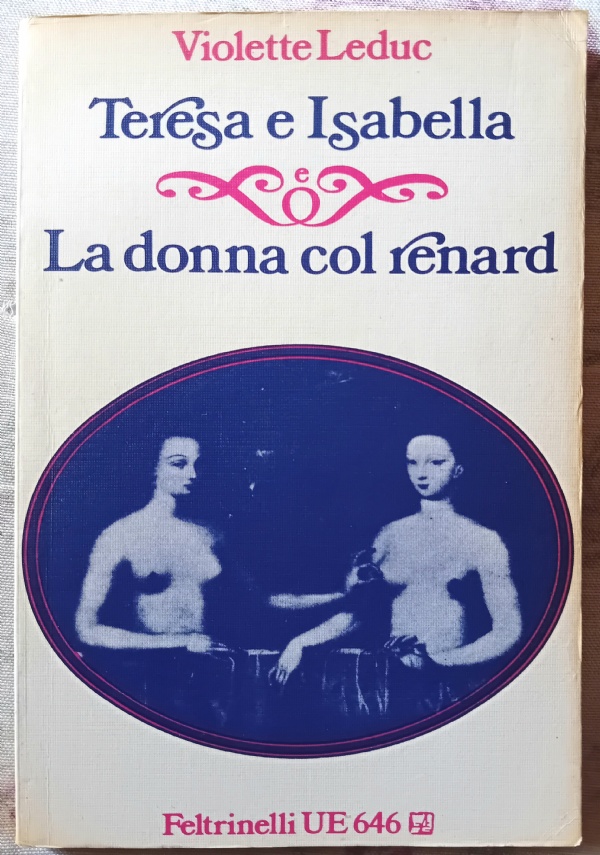 Violette Leduc
Teresa e Isabella
e
La donna col renard
Feltrinelli UE 646